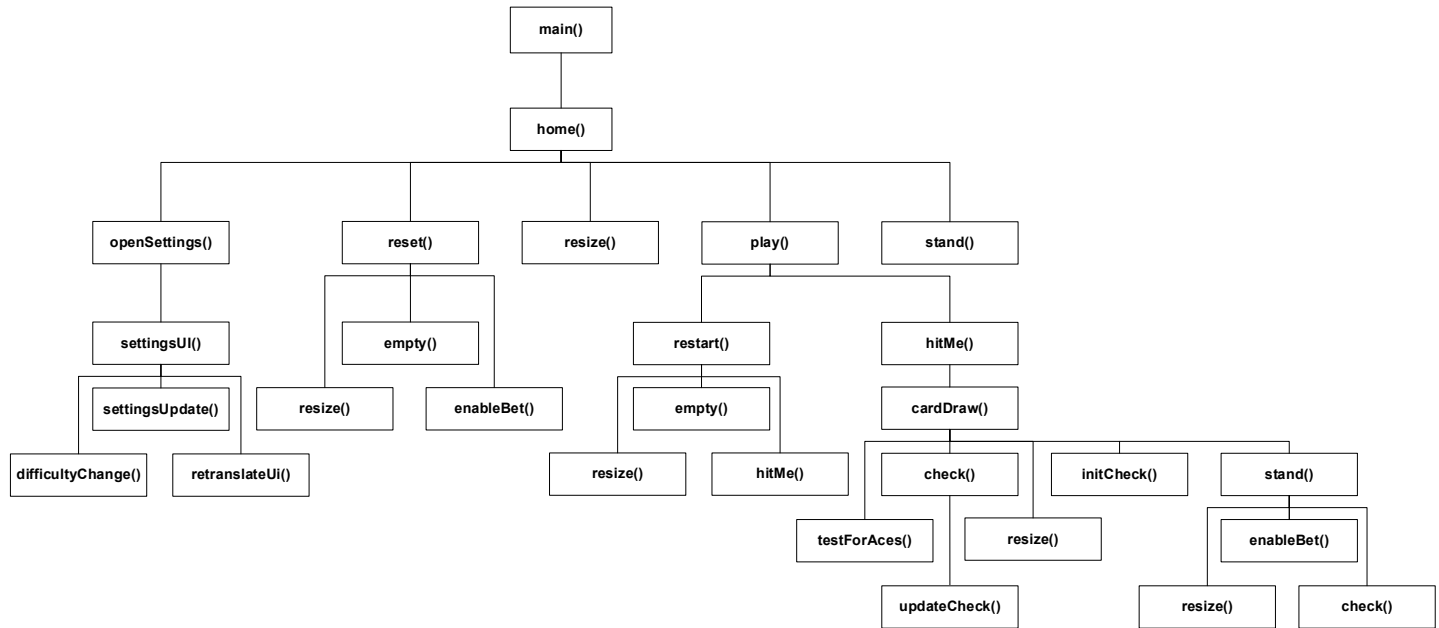 main()
home()
openSettings()
reset()
resize()
play()
stand()
settingsUI()
empty()
restart()
hitMe()
settingsUpdate()
resize()
enableBet()
empty()
cardDraw()
difficultyChange()
retranslateUi()
resize()
hitMe()
check()
initCheck()
stand()
testForAces()
resize()
enableBet()
updateCheck()
resize()
check()